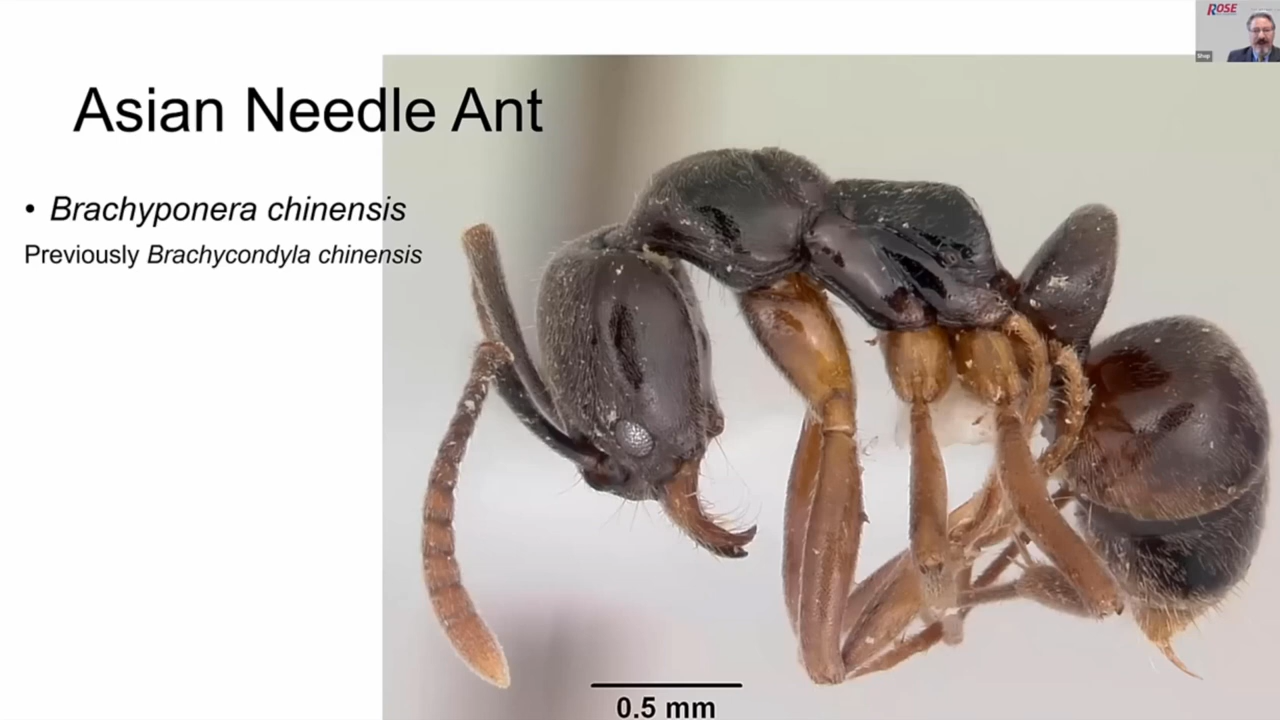 ROSE
Asian Needle Ant
• Brachyponera chinensis
Previously Brachycondyla chinensis
0.5 mm